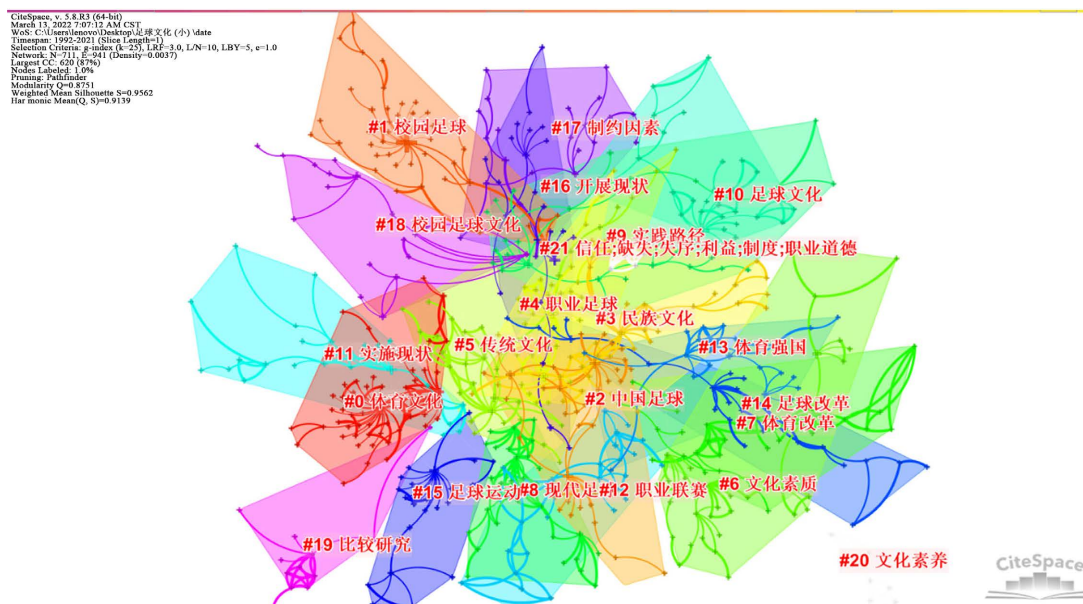 CiteSpace, v. 5.8.R3 (64-bit)
March 13, 2022 7:07:12 AM CST
WoS: C:\Users\lenovo\Desktop\足球文化 (小) \date
Timespan: 1992-2021 (Slice Length=1)
Selection Criteria: g-index (k=25), LRF=3.0, L/N=10, LBY=5, e=1.0
Network: N=711, E=941 (Density=0.0037)
Largest CC: 620 (87%)
Nodes Labeled: 1.0%
Pruning: Pathfinder
Modularity Q=0.8751
Weighted Mean Silhouette S=0.9562
Harmonic Mean(Q, S)=0.9139
#1 校园足球
#17 制约因素
#16 开展现状
#10 足球文化
#18 校园足球文化
#9 实践路径
#21 信任;缺失;失序;利益;制度;职业道德
#4 职业足球
#3 民族文化
#5 传统文化
#13 体育强国
#11 实施现状
#0 体育文化
#2 中国足球
#14 足球改革
#7 体育改革
#15 足球运动
#8 现代足
#12 职业联赛
#6 文化素质
#19 比较研究
#20 文化素养
CiteSpace